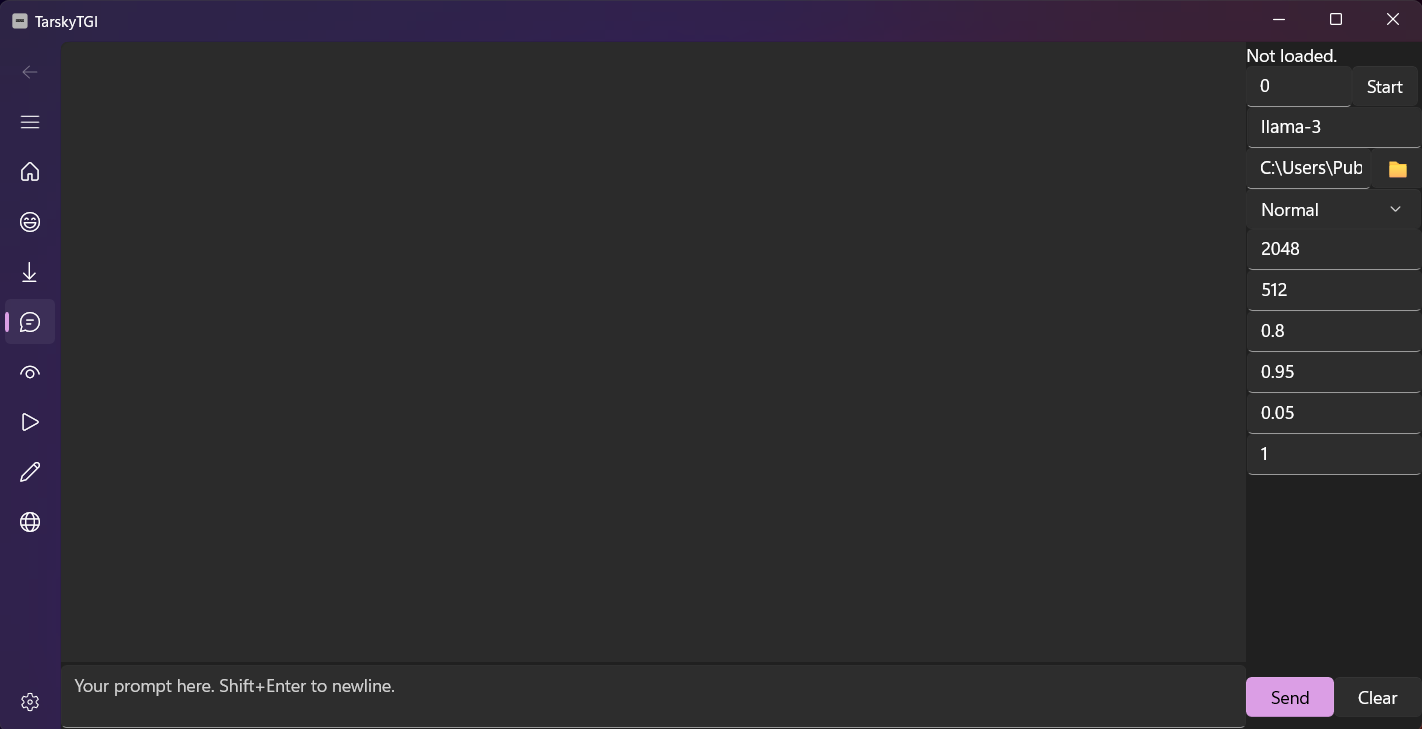 TarskyTGI
Not loaded.
0 Start
llama-3
C:\Users\Pub
Normal
2048
512
0.8
0.95
0.05
1
Your prompt here. Shift+Enter to newline.
Send Clear